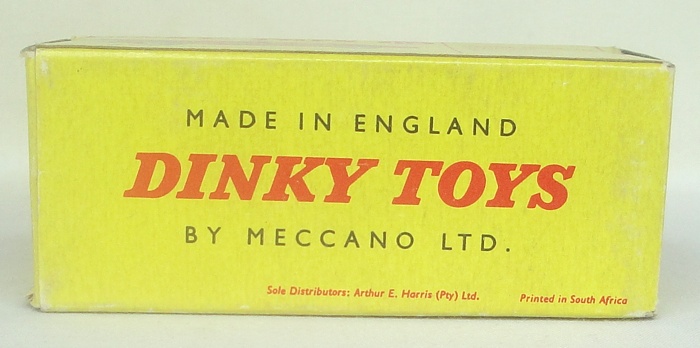 MADE IN ENGLAND
DINKY TOYS
BY MECCANO LTD.
Sole Distributors: Arthur E. Harris (Pty) Ltd. Printed in South Africa